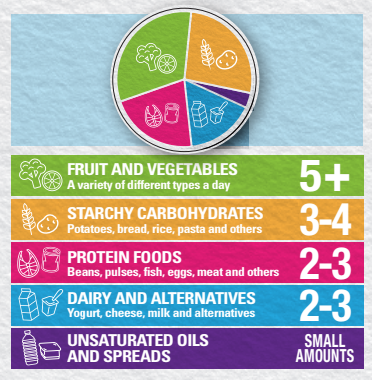 FRUIT AND VEGETABLES
A variety of different types a day
5+
STARCHY CARBOHYDRATES
Potatoes, bread, rice, pasta and others
3-4
PROTEIN FOODS
Beans, pulses, fish, eggs, meat and others
2-3
DAIRY AND ALTERNATIVES
Yogurt, cheese, milk and alternatives
2-3
UNSATURATED OILS
AND SPREADS
SMALL
AMOUNTS